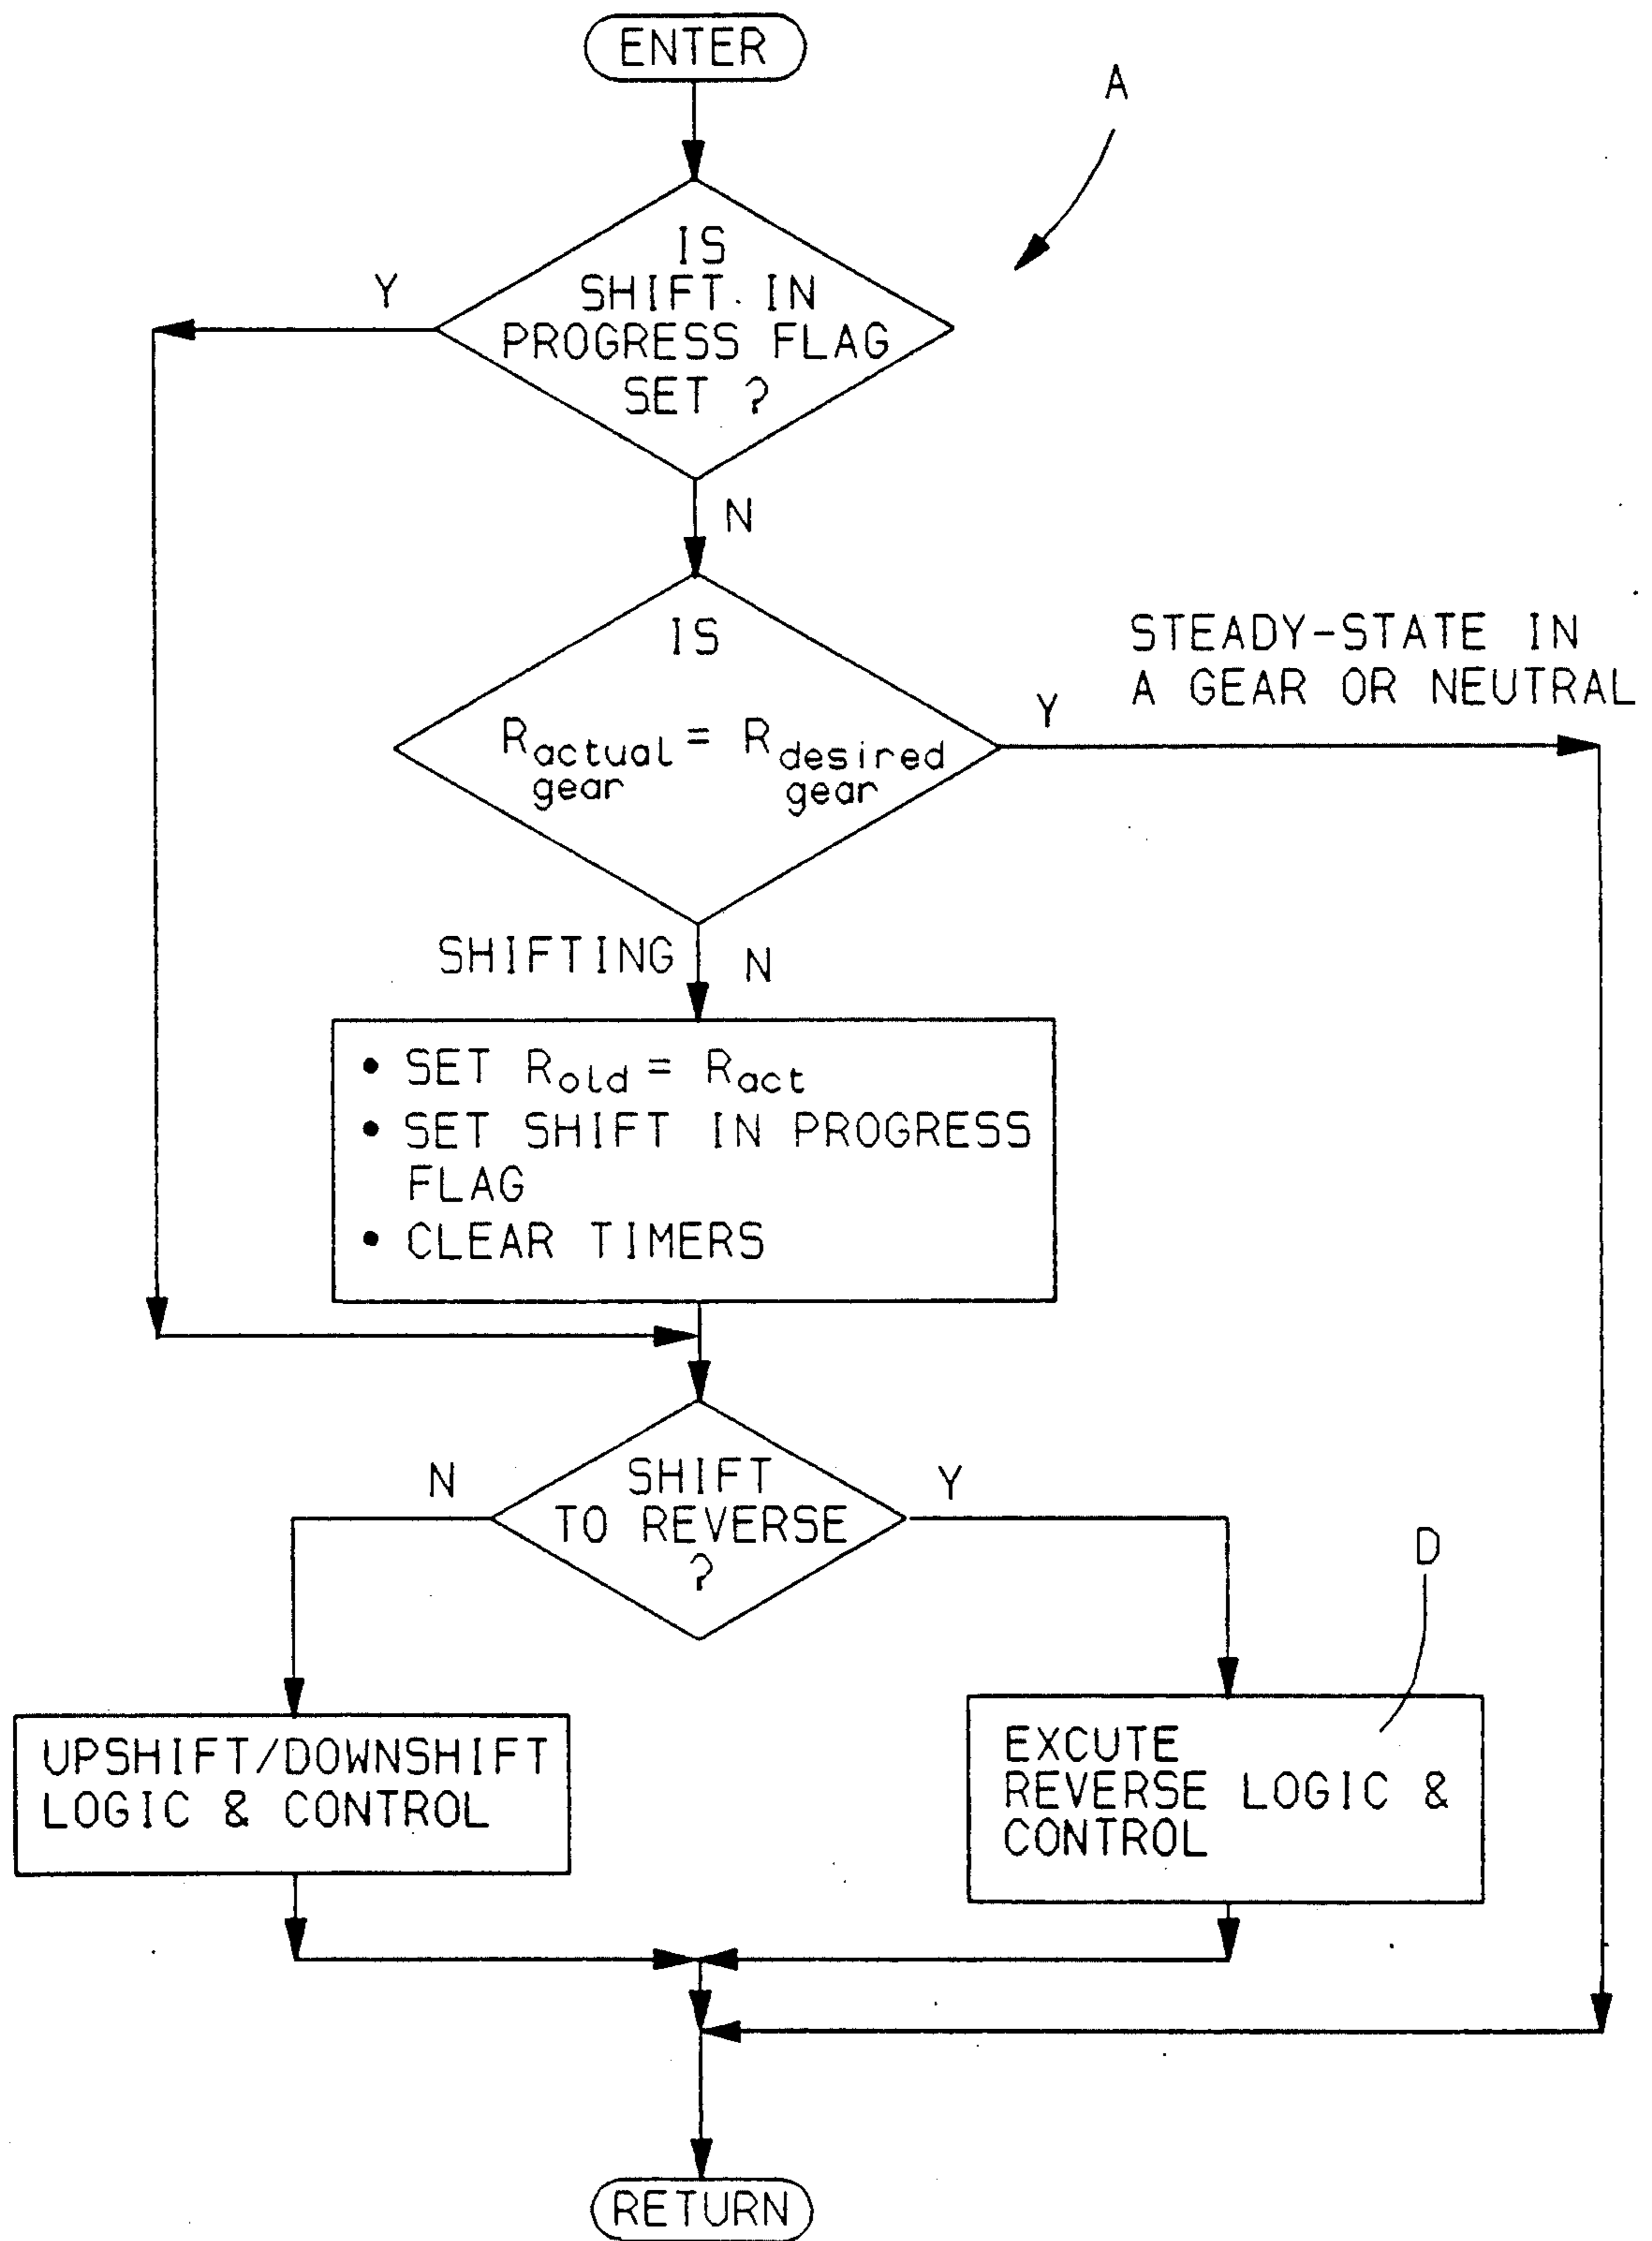 ENTER
A
IS
SHIFT IN
PROGRESS FLAG
SET ?
Y
N
IS
R actual gear = R desired gear
Y
STEADY-STATE IN
A GEAR OR NEUTRAL
SHIFTING N
• SET Rold = Ract
• SET SHIFT IN PROGRESS
FLAG
• CLEAR TIMERS
SHIFT
TO REVERSE
?
N
Y
D
UPSHIFT/DOWNSHIFT
LOGIC & CONTROL
EXCUTE
REVERSE LOGIC &
CONTROL
RETURN